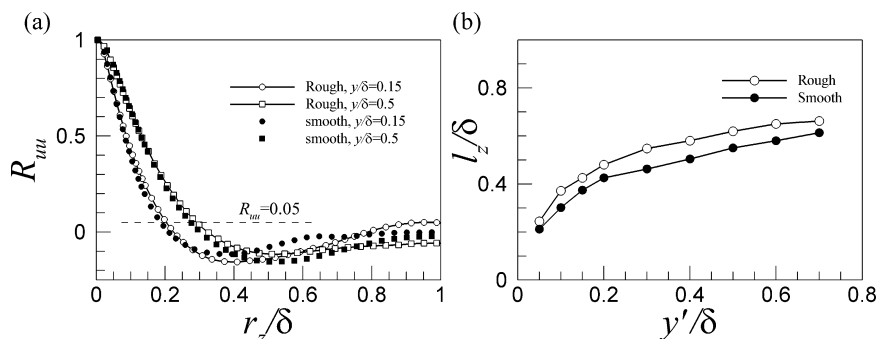 (a)
R_uu
1
0.5
0
0
0.2
0.4
0.6
0.8
1
r_z/δ
Rough, y/δ=0.15
Rough, y/δ=0.5
smooth, y/δ=0.15
smooth, y/δ=0.5
R_uu=0.05
(b)
l_z/δ
0.8
0.4
0
0
0.2
0.4
0.6
0.8
y'/δ
Rough
Smooth